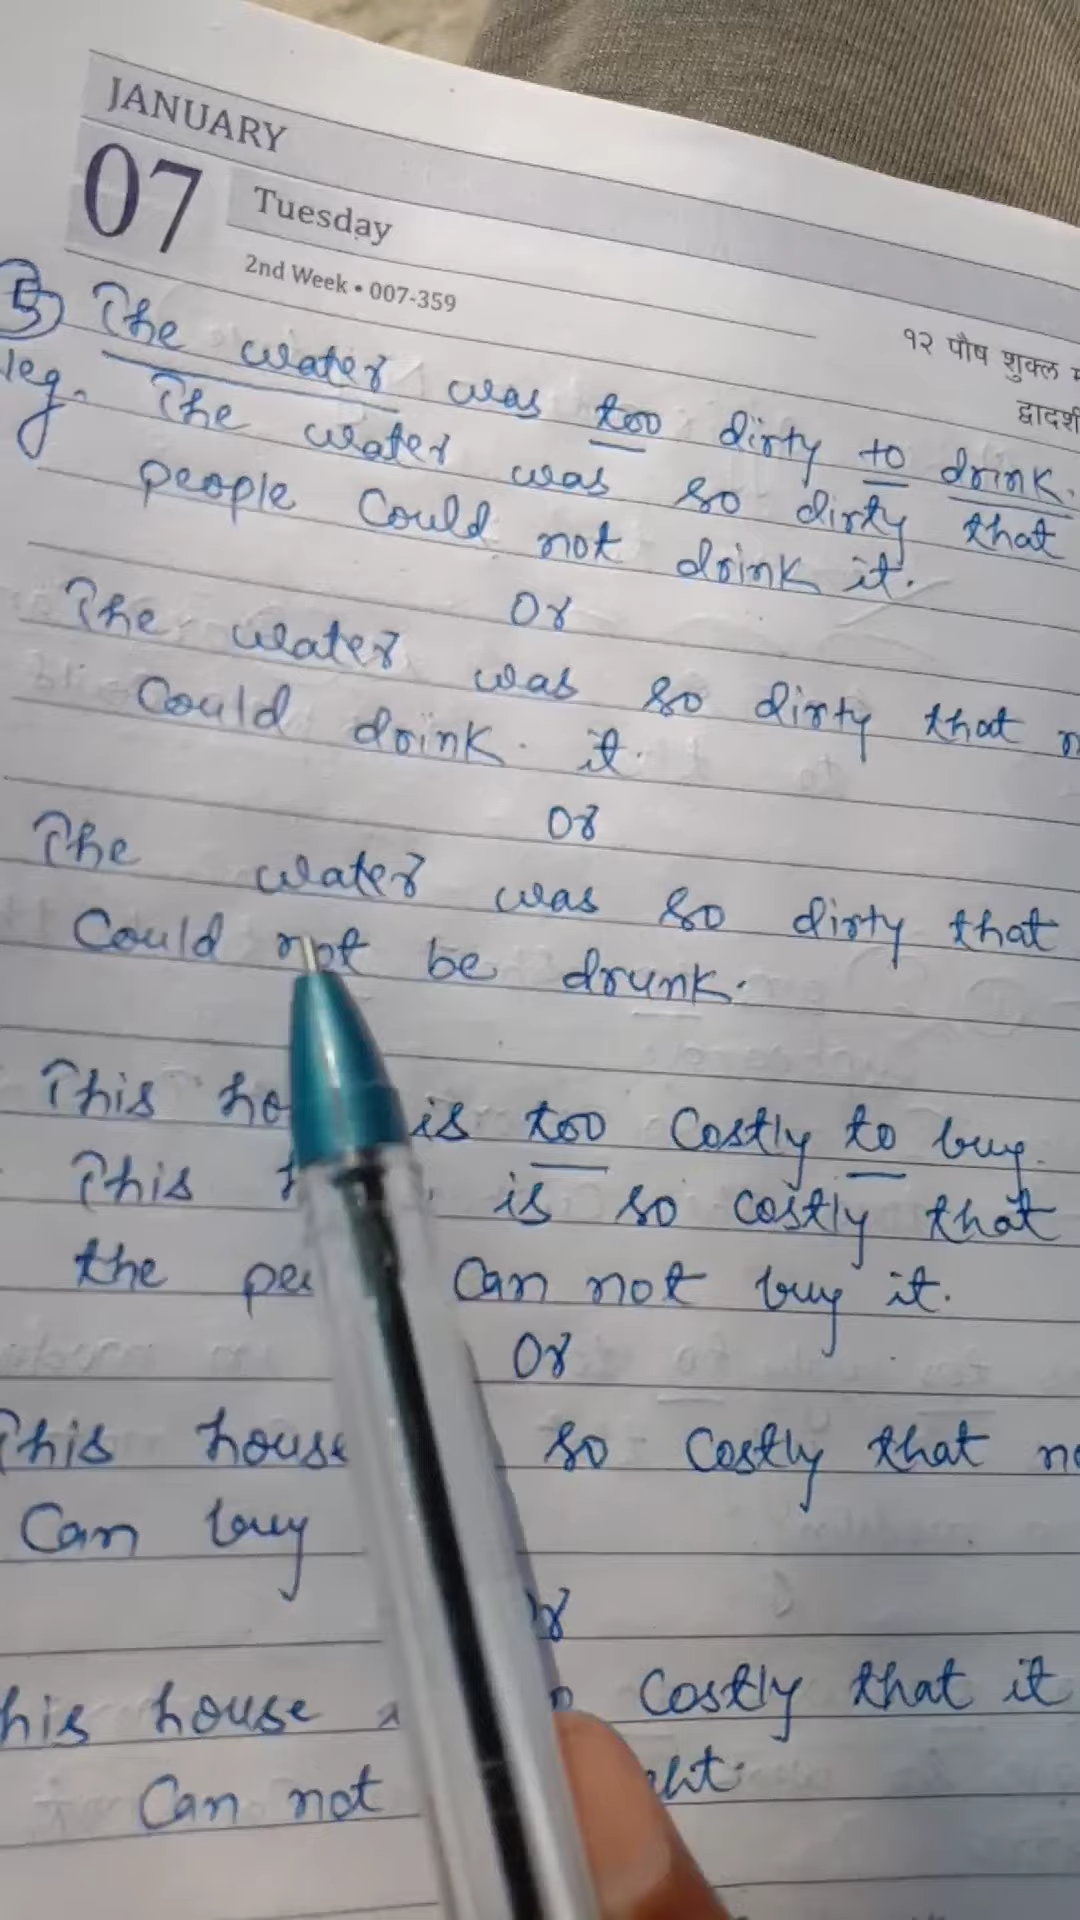 JANUARY
07
Tuesday
2nd Week • 007-359
१२ पौष शुक्ल
द्वादशी
5 The water was too dirty to drink.
eg. The water was so dirty that
people Could not drink it.
Or
The water was so dirty that
Could drink it.
Or
The water was so dirty that
Could not be drunk.
This is too Costly to buy.
This is so costly that
the Can not buy it.
Or
This house so Costly that
Can buy
house Costly that it
Can not